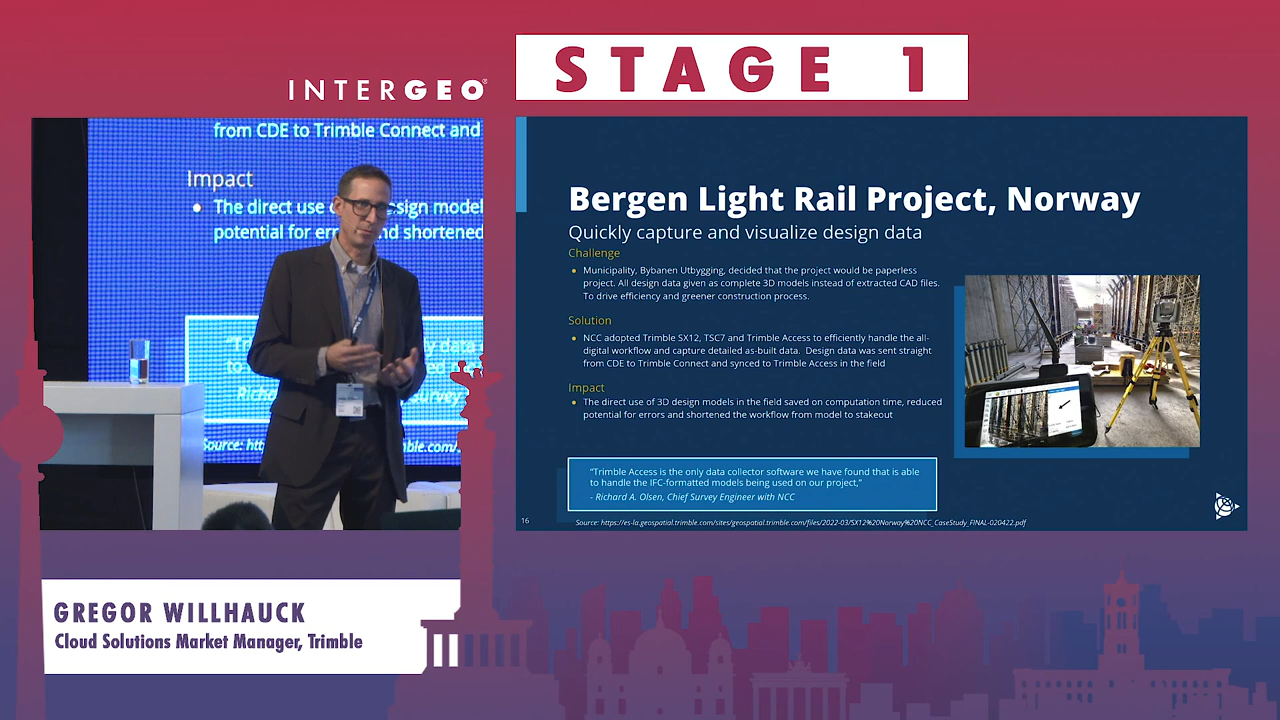 INTERGEO®
STAGE 1
from CDE to Trimble Connect and
Impact
The direct use sign model
potential for err nd shortened
Source:
GREGOR WILLHAUCK
Cloud Solutions Market Manager, Trimble
Bergen Light Rail Project, Norway
Quickly capture and visualize design data
Challenge
• Municipality, Bybanen Utbygging, decided that the project would be paperless
project. All design data given as complete 3D models instead of extracted CAD files.
To drive efficiency and greener construction process.
Solution
• NCC adopted Trimble SX12, TSC7 and Trimble Access to efficiently handle the all-
digital workflow and capture detailed as-built data. Design data was sent straight
from CDE to Trimble Connect and synced to Trimble Access in the field
Impact
• The direct use of 3D design models in the field saved on computation time, reduced
potential for errors and shortened the workflow from model to stakeout
"Trimble Access is the only data collector software we have found that is able
to handle the IFC-formatted models being used on our project,"
- Richard A. Olsen, Chief Survey Engineer with NCC
16
Source: https://es-la.geospatial.trimble.com/sites/geospatial.trimble.com/files/2022-03/SX12%20Norway%20NCC_CaseStudy_FINAL-020422.pdf